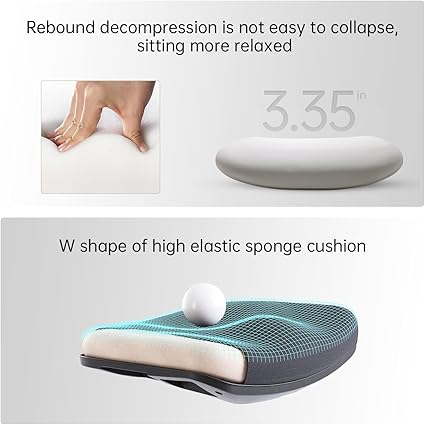 Rebound decompression is not easy to collapse,
sitting more relaxed
3.35in
W shape of high elastic sponge cushion